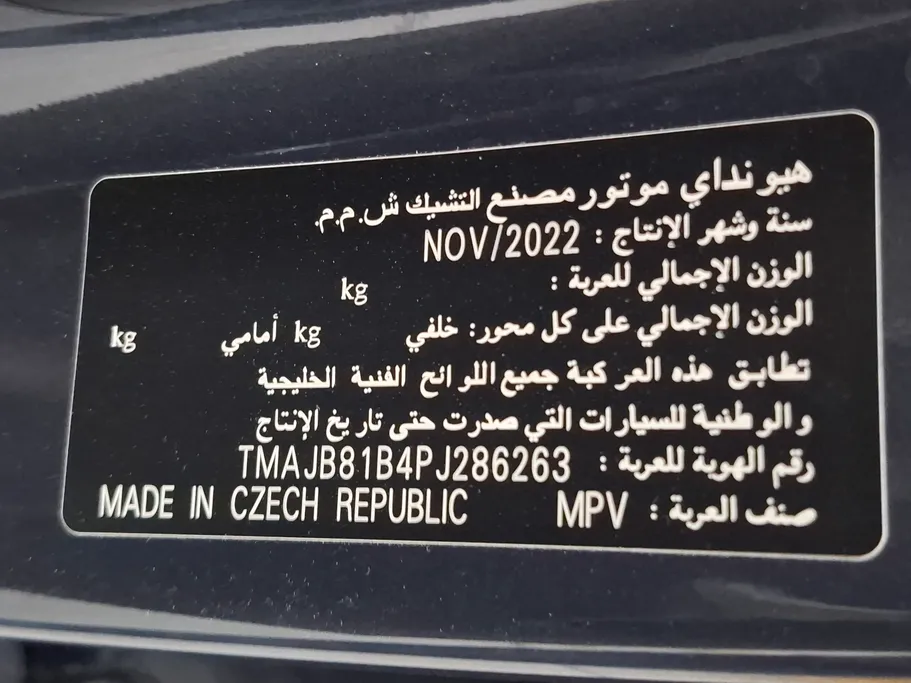 هيونداي موتور مصنع التشيك ش.م.م.
سنة وشهر الإنتاج : NOV/2022
الوزن الإجمالي للعربة : kg
الوزن الإجمالي على كل محور: خلفي kg أمامي kg
تطابق هذه العركبة جميع اللوائح الفنية الخليجية
والوطنية للسيارات التي صدرت حتى تاريخ الإنتاج
رقم الهوية للعربة : TMAJB81B4PJ286263
صنف العربة : MPV MADE IN CZECH REPUBLIC